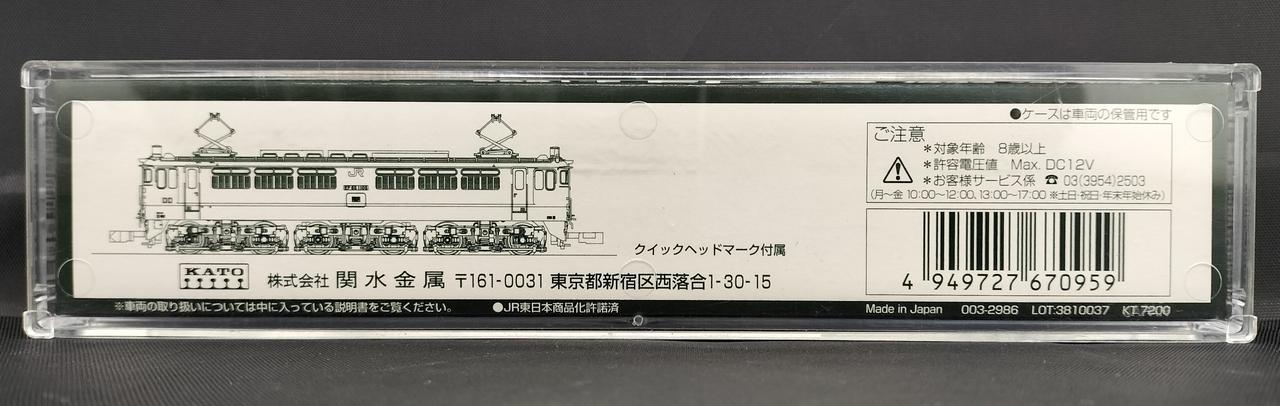 ●ケースは車両の保管用です
ご注意
＊対象年齢　8歳以上
＊許容電圧値　Max. DC12V
＊お客様サービス係 ☎ 03(3954)2503
(月～金 10:00～12:00、13:00～17:00 ※土日・祝日・年末年始休み)
JR
クイックヘッドマーク付属
KATO
株式会社 関水金属 〒161-0031 東京都新宿区西落合1-30-15
4 949727 670959
※車両の取り扱いについては中に入っている説明書をご覧ください。
●JR東日本商品化許諾済
Made in Japan 003-2986 LOT:3810037 KT 7200